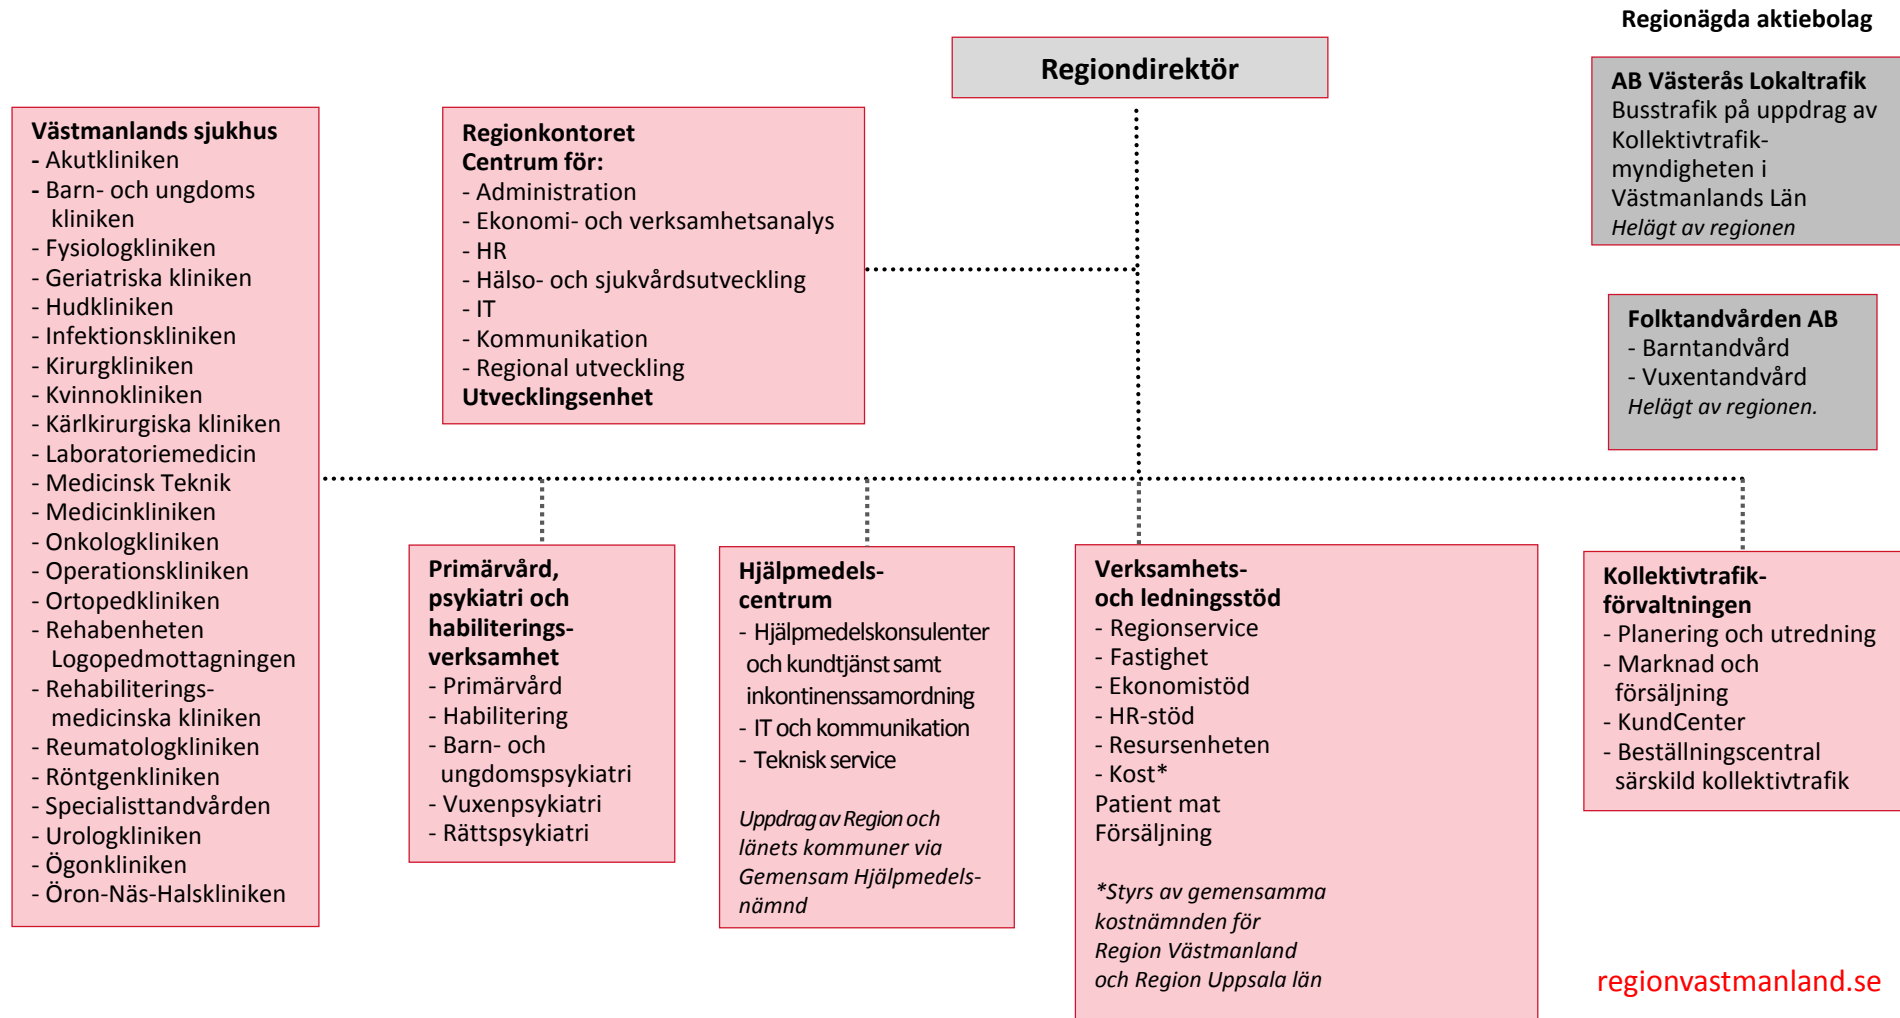 Regiondirektör
Västmanlands sjukhus
- Akutkliniken
- Barn- och ungdoms
kliniken
- Fysiologkliniken
- Geriatriska kliniken
- Hudkliniken
- Infektionskliniken
- Kirurgkliniken
- Kvinnokliniken
- Kärlkirurgiska kliniken
- Laboratoriemedicin
- Medicinsk Teknik
- Medicinkliniken
- Onkologkliniken
- Operationskliniken
- Ortopedkliniken
- Rehabenheten
Logopedmottagningen
- Rehabiliterings-
medicinska kliniken
- Reumatologkliniken
- Röntgenkliniken
- Specialisttandvården
- Urologkliniken
- Ögonkliniken
- Öron-Näs-Halskliniken
Regionkontoret
Centrum för:
- Administration
- Ekonomi- och verksamhetsanalys
- HR
- Hälso- och sjukvårdsutveckling
- IT
- Kommunikation
- Regional utveckling
Utvecklingsenhet
Regionägda aktiebolag
AB Västerås Lokaltrafik
Busstrafik på uppdrag av
Kollektivtrafik-
myndigheten i
Västmanlands Län
Helägt av regionen
Folktandvården AB
- Barntandvård
- Vuxentandvård
Helägt av regionen.
Primärvård,
psykiatri och
habiliterings-
verksamhet
- Primärvård
- Habilitering
- Barn- och
ungdomspsykiatri
- Vuxenpsykiatri
- Rättspsykiatri
Hjälpmedels-
centrum
- Hjälpmedelskonsulenter
och kundtjänst samt
inkontinenssamordning
- IT och kommunikation
- Teknisk service
Uppdrag av Region och
länets kommuner via
Gemensam Hjälpmedels-
nämnd
Verksamhets-
och ledningsstöd
- Regionservice
- Fastighet
- Ekonomistöd
- HR-stöd
- Resursenheten
- Kost*
Patient mat
Försäljning
*Styrs av gemensamma
kostnämnden för
Region Västmanland
och Region Uppsala län
Kollektivtrafik-
förvaltningen
- Planering och utredning
- Marknad och
försäljning
- KundCenter
- Beställningscentral
särskild kollektivtrafik
regionvastmanland.se